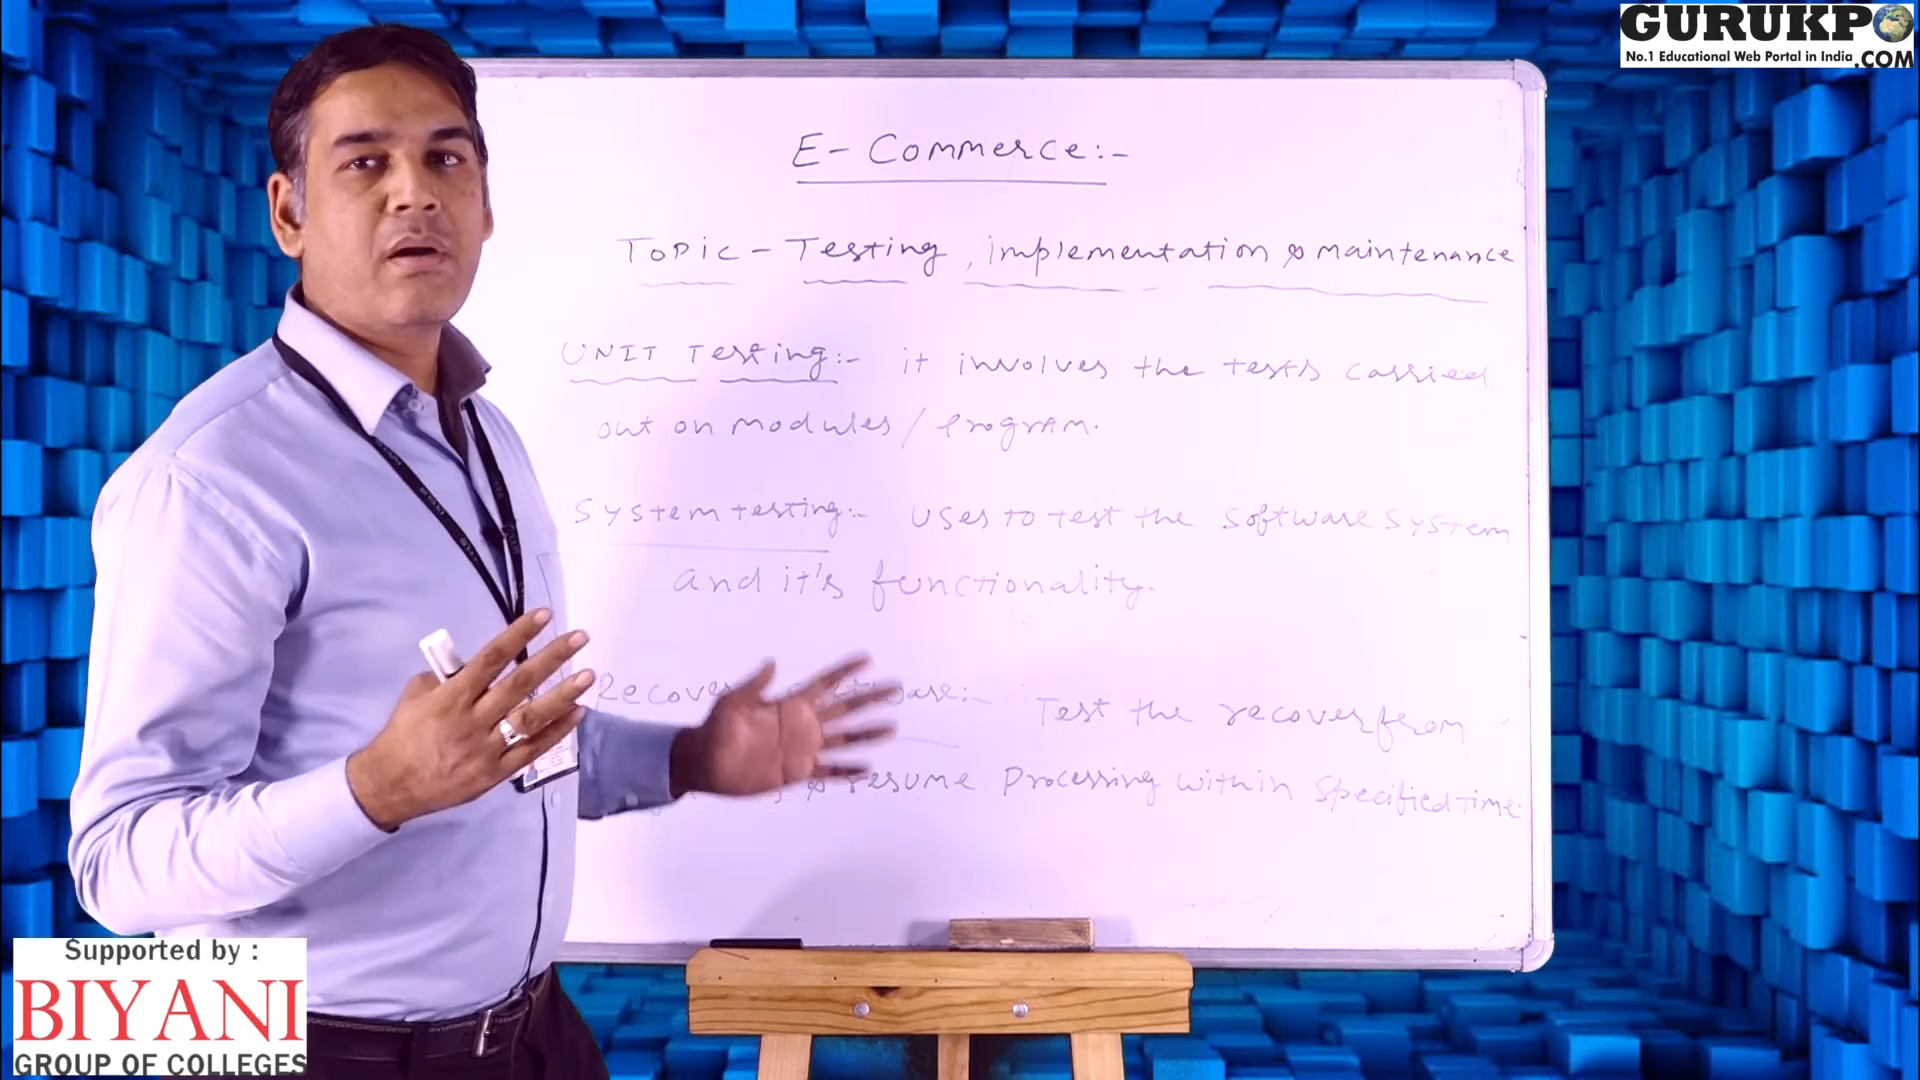 GURUKPO
No.1 Educational Web Portal in India .COM
E - Commerce:-
Topic - Testing, implementation & maintenance
UNIT Testing:- it involves the tests carried
out on modules / Program.
System testing:- Uses to test the Software System
and it's functionality.
Test the recover from
& resume Processing within Specified time.
Supported by :
BIYANI
GROUP OF COLLEGES